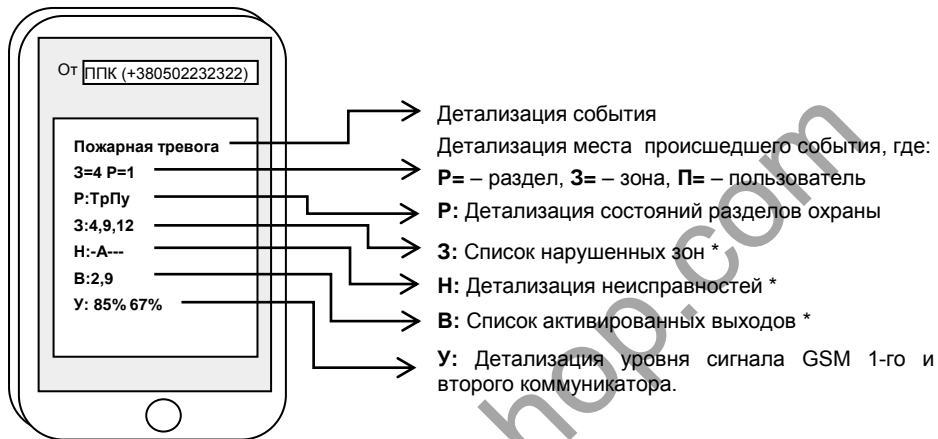 От ППК (+380502232322)
Пожарная тревога
З=4 Р=1
Р:ТрПу
З:4,9,12
Н:-А---
В:2,9
У: 85% 67%
Детализация события
Детализация места происшедшего события, где:
Р= – раздел, З= – зона, П= – пользователь
Р: Детализация состояний разделов охраны
З: Список нарушенных зон *
Н: Детализация неисправностей *
В: Список активированных выходов *
У: Детализация уровня сигнала GSM 1-го и
второго коммуникатора.
hop.com